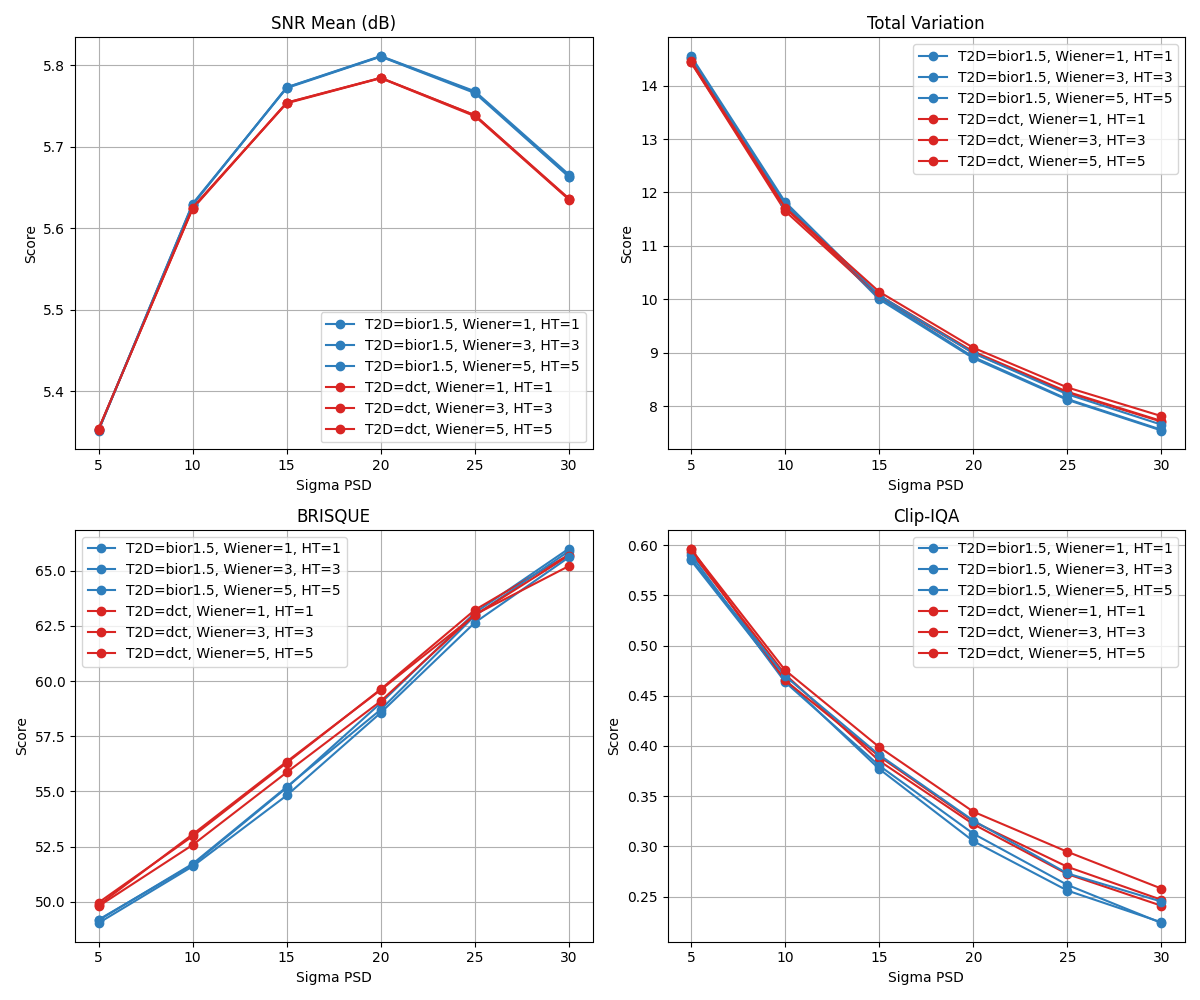 SNR Mean (dB)
5.8
5.7
5.6
5.5
5.4
Score
T2D=bior1.5, Wiener=1, HT=1
T2D=bior1.5, Wiener=3, HT=3
T2D=bior1.5, Wiener=5, HT=5
T2D=dct, Wiener=1, HT=1
T2D=dct, Wiener=3, HT=3
T2D=dct, Wiener=5, HT=5
5 10 15 20 25 30
Sigma PSD
Total Variation
14
13
12
11
10
9
8
Score
T2D=bior1.5, Wiener=1, HT=1
T2D=bior1.5, Wiener=3, HT=3
T2D=bior1.5, Wiener=5, HT=5
T2D=dct, Wiener=1, HT=1
T2D=dct, Wiener=3, HT=3
T2D=dct, Wiener=5, HT=5
5 10 15 20 25 30
Sigma PSD
BRISQUE
65.0
62.5
60.0
57.5
55.0
52.5
50.0
Score
T2D=bior1.5, Wiener=1, HT=1
T2D=bior1.5, Wiener=3, HT=3
T2D=bior1.5, Wiener=5, HT=5
T2D=dct, Wiener=1, HT=1
T2D=dct, Wiener=3, HT=3
T2D=dct, Wiener=5, HT=5
5 10 15 20 25 30
Sigma PSD
Clip-IQA
0.60
0.55
0.50
0.45
0.40
0.35
0.30
0.25
Score
T2D=bior1.5, Wiener=1, HT=1
T2D=bior1.5, Wiener=3, HT=3
T2D=bior1.5, Wiener=5, HT=5
T2D=dct, Wiener=1, HT=1
T2D=dct, Wiener=3, HT=3
T2D=dct, Wiener=5, HT=5
5 10 15 20 25 30
Sigma PSD